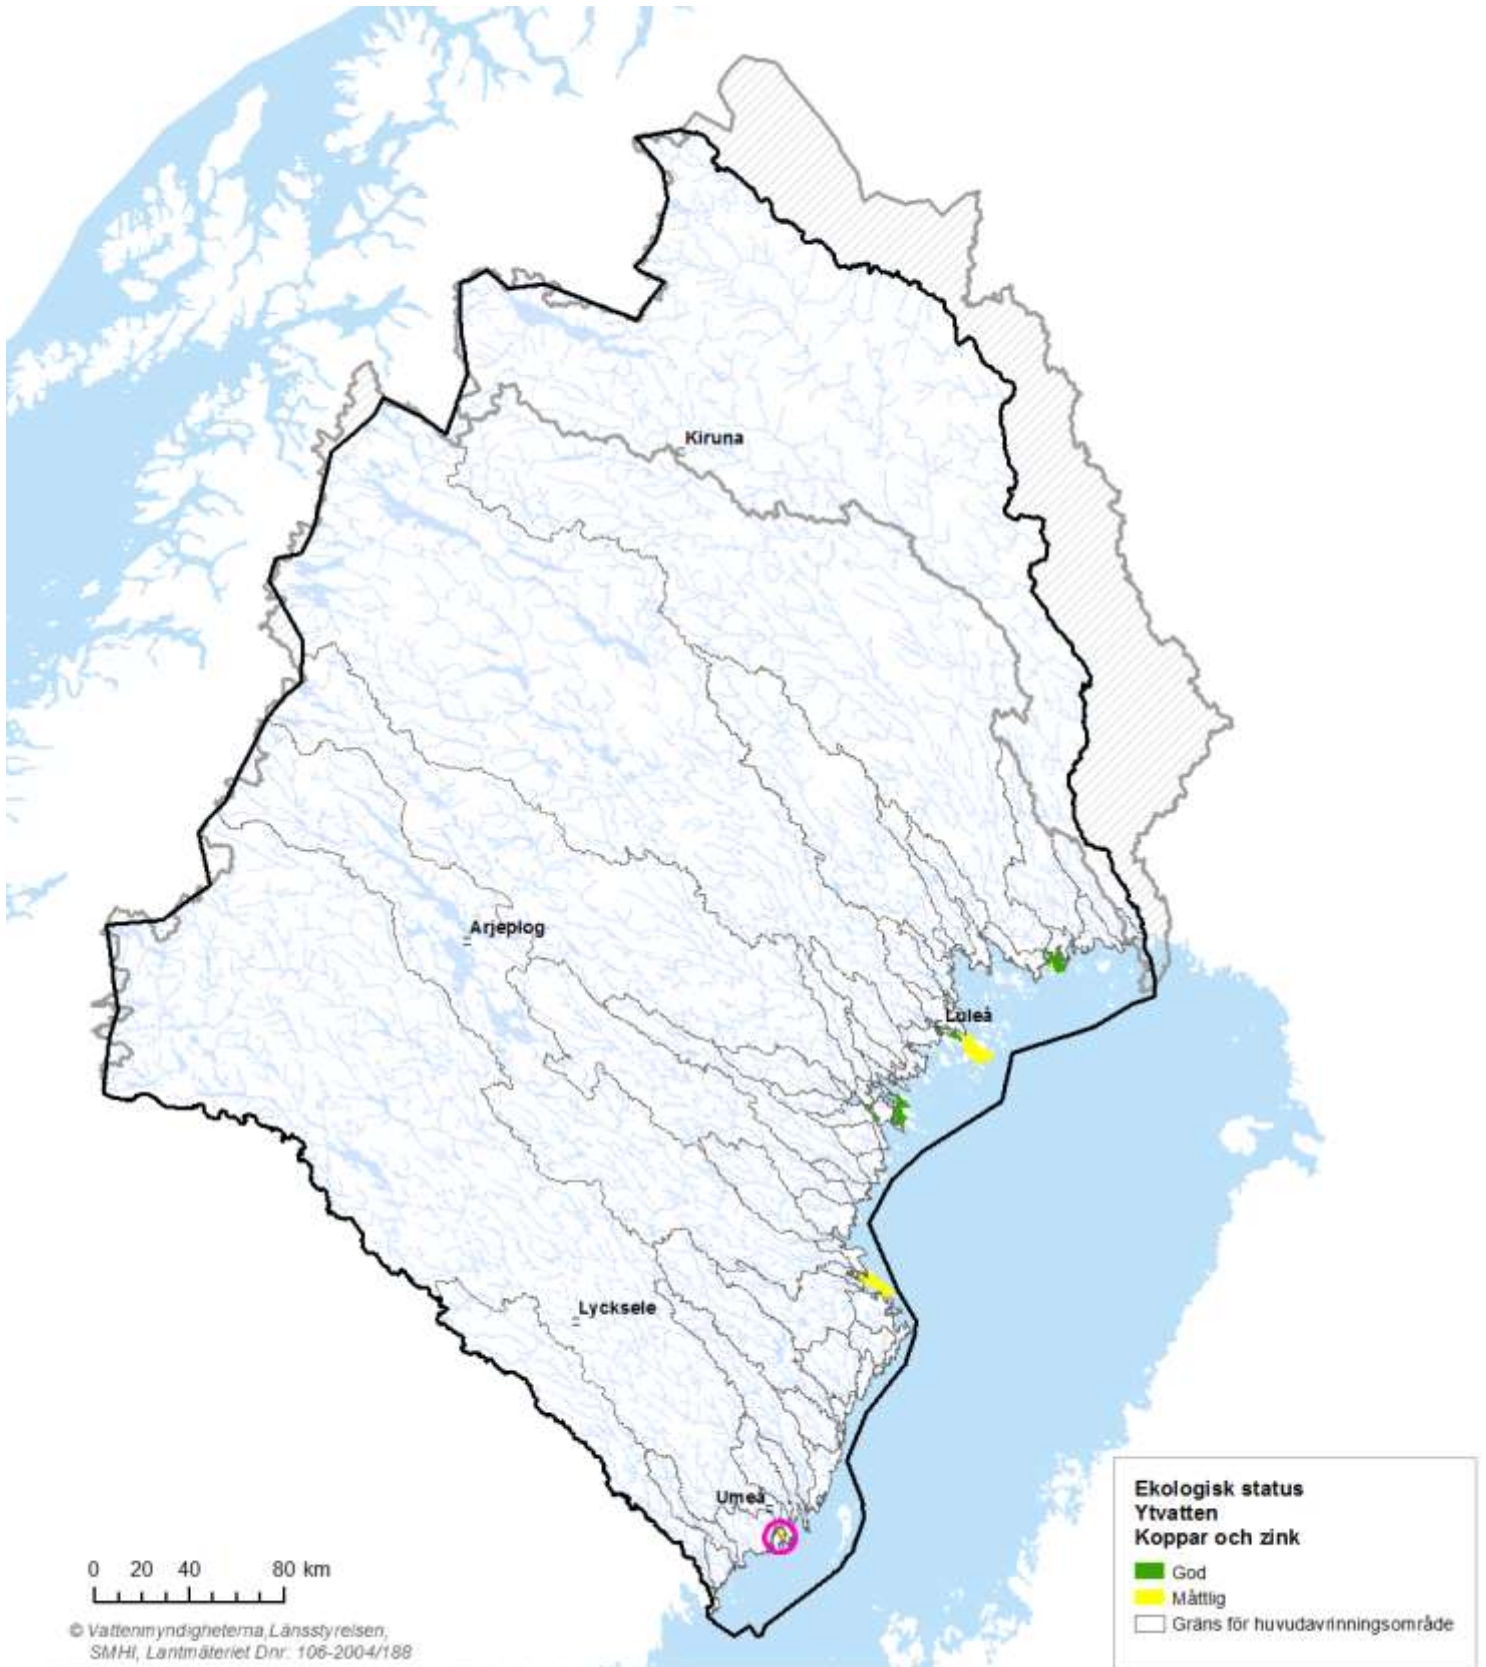 Kiruna
Arjeplog
Luleå
Lycksele
Umeå
0 20 40 80 km
© Vattenmyndigheterna,Länsstyrelsen,
SMHI, Lantmäteriet Dnr: 106-2004/188
Ekologisk status
Ytvatten
Koppar och zink
God
Måttlig
Gräns för huvudavrinningsområde